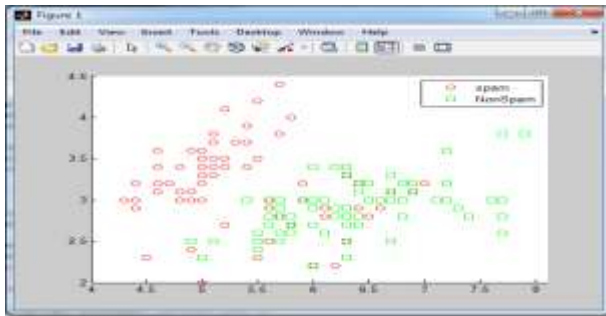 Figure 1
File Edit View Insert Tools Desktop Window Help
spam
NonSpam
4.5
4
3.5
3
2.5
2
4 4.5 5 5.5 6 6.5 7 7.5 8